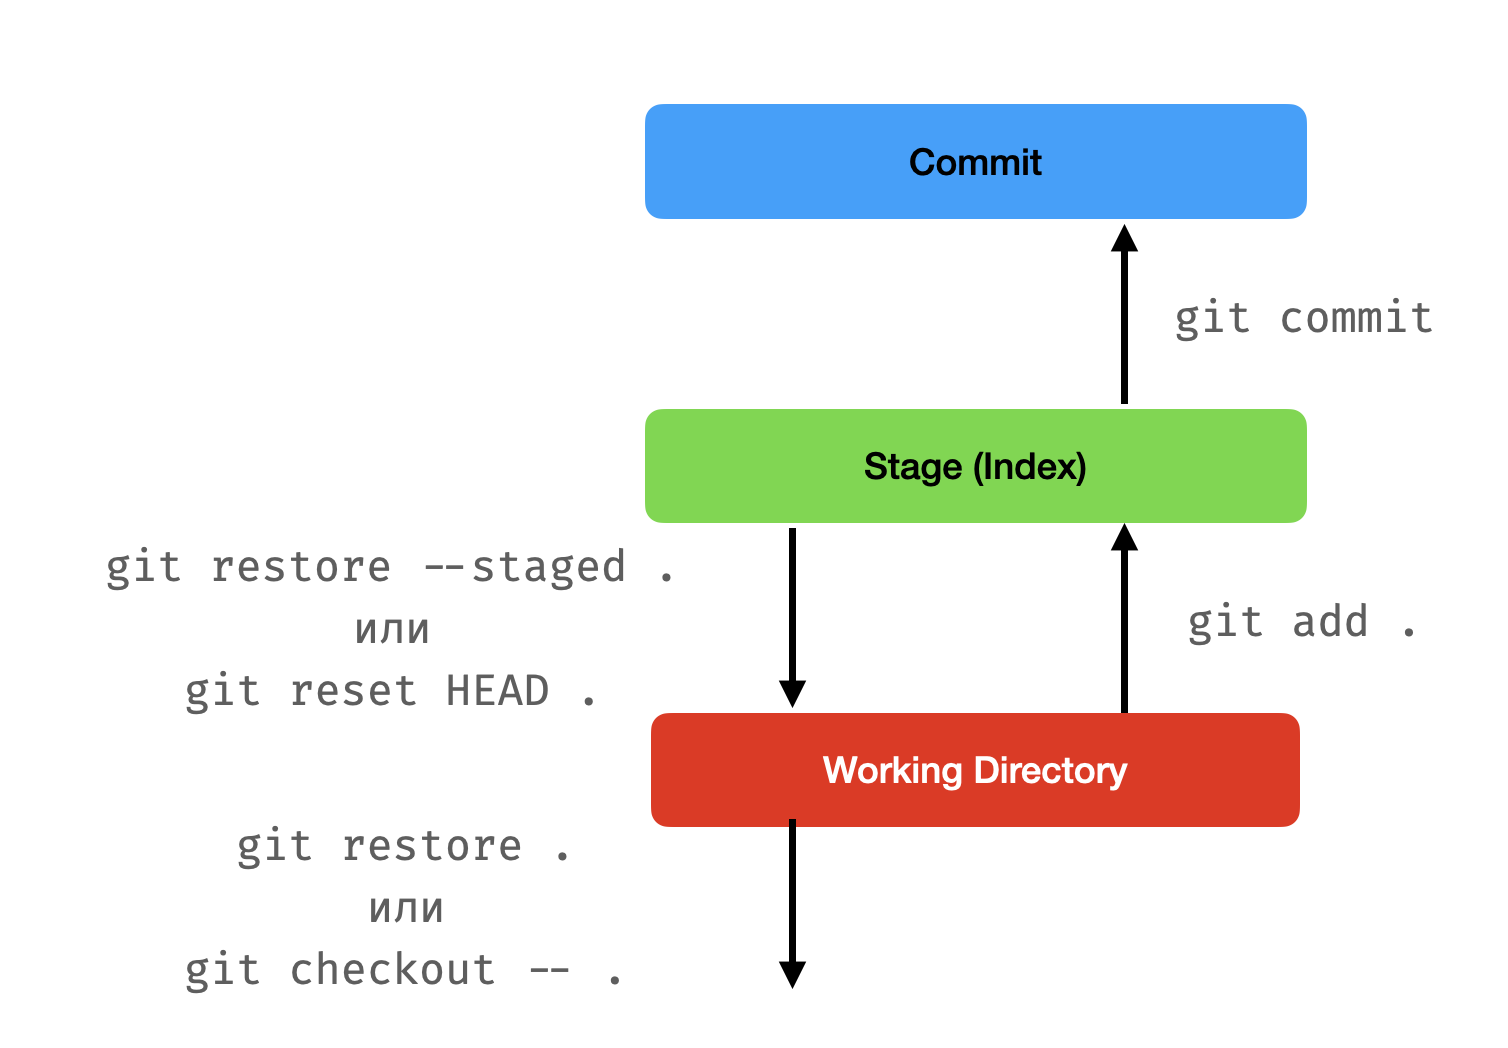 Commit
git commit
Stage (Index)
git restore --staged .
или
git reset HEAD .
git add .
Working Directory
git restore .
или
git checkout -- .